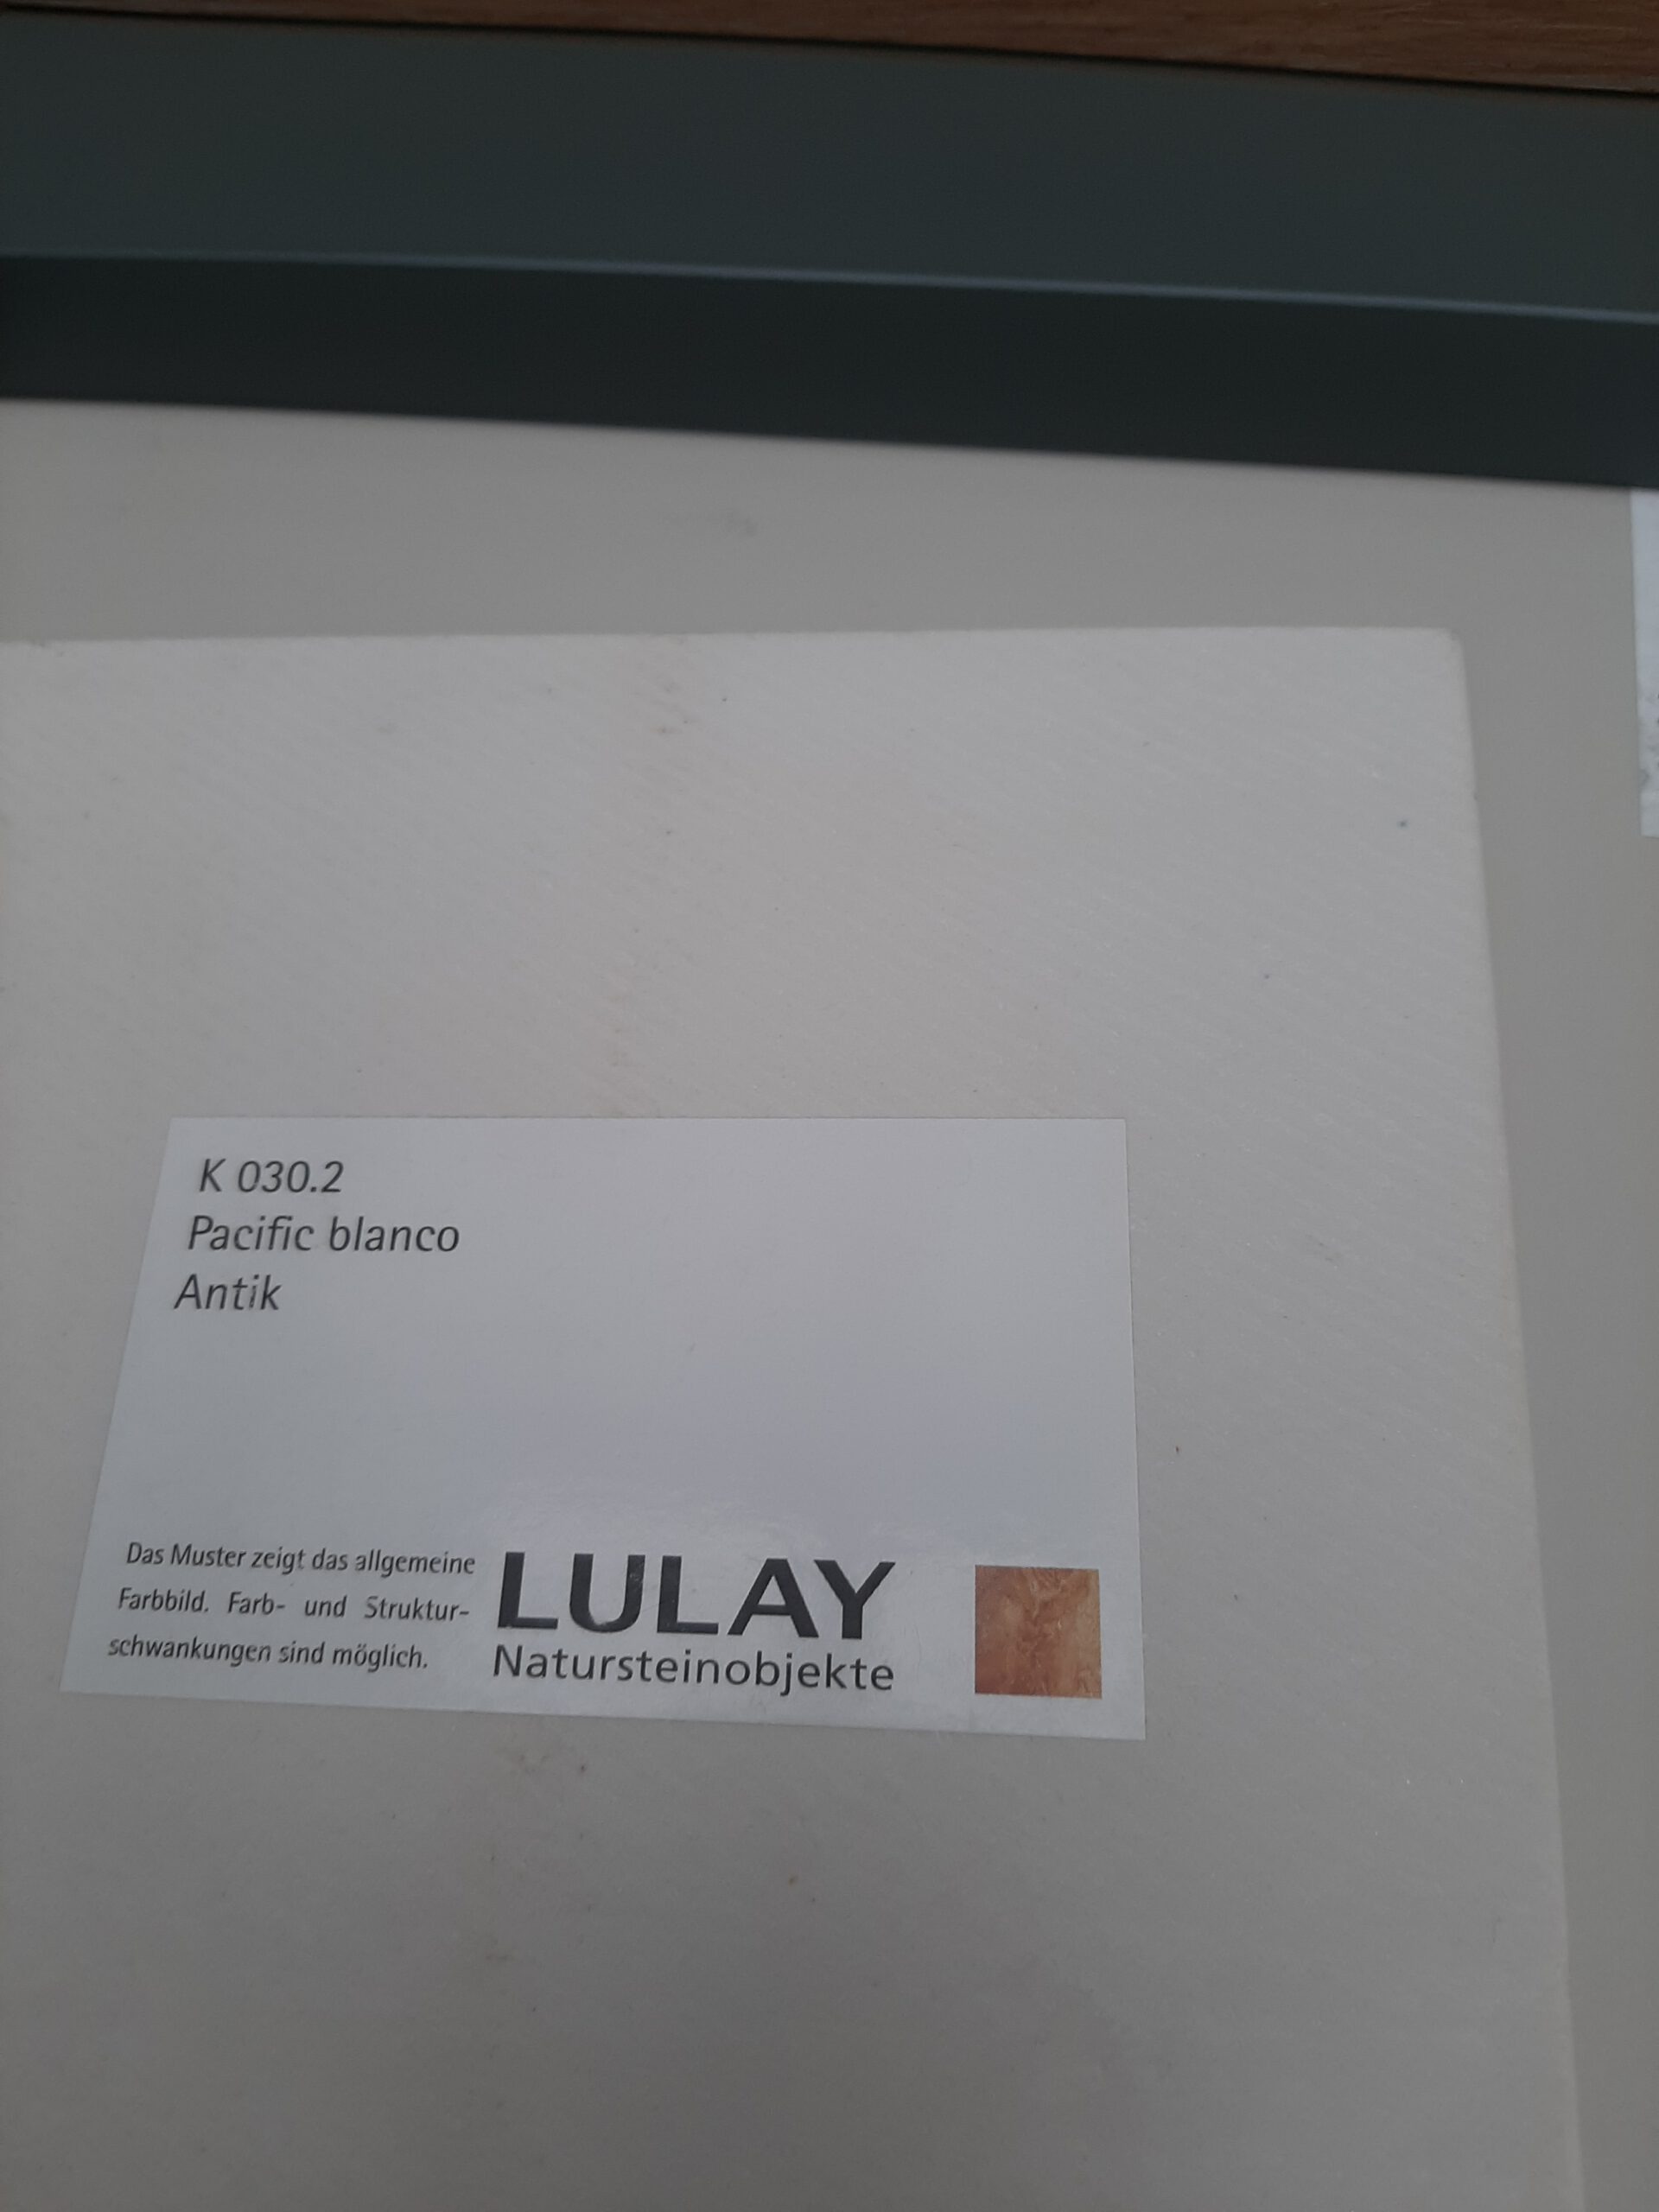 K 030.2
Pacific blanco
Antik
Das Muster zeigt das allgemeine
Farbbild. Farb- und Struktur-
schwankungen sind möglich.
LULAY
Natursteinobjekte